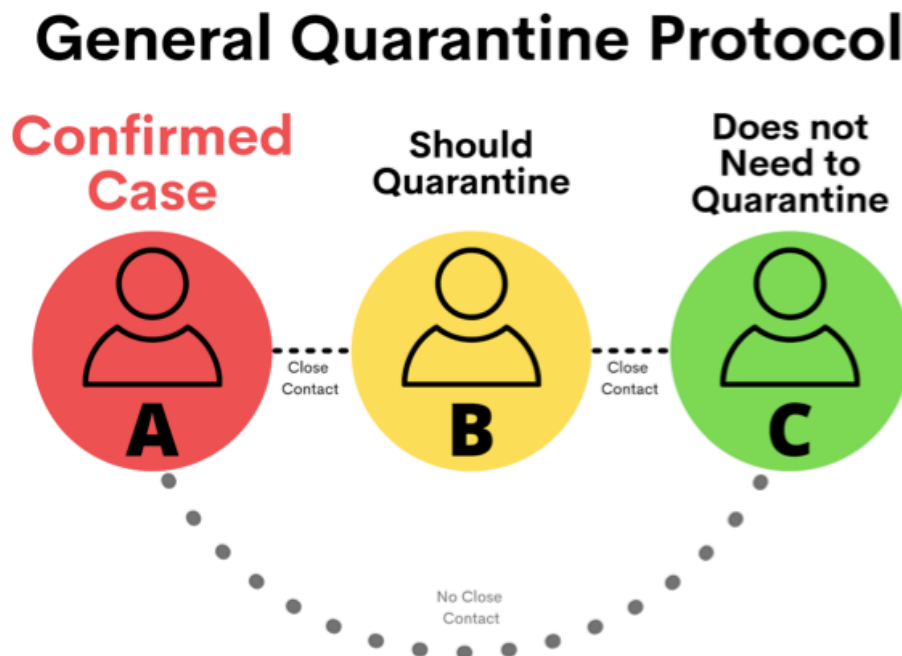 General Quarantine Protocol
Confirmed
Case
Should
Quarantine
Does not
Need to
Quarantine
Close
Contact
Close
Contact
A
B
C
No Close
Contact